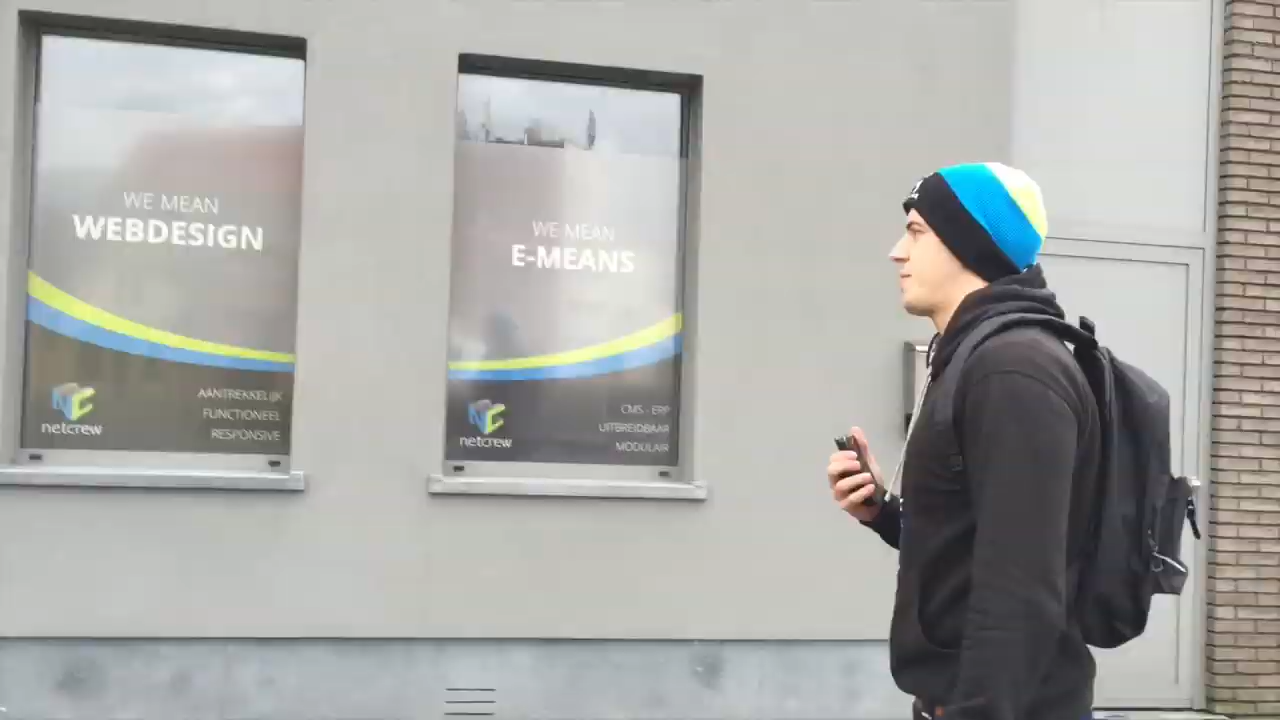 WE MEAN
WEBDESIGN
netcrew
AANTREKKELIJK
FUNCTIONEEL
RESPONSIVE
WE MEAN
E-MEANS
netcrew
CMS - ERP
UITBREIDBAAR
MODULAIR